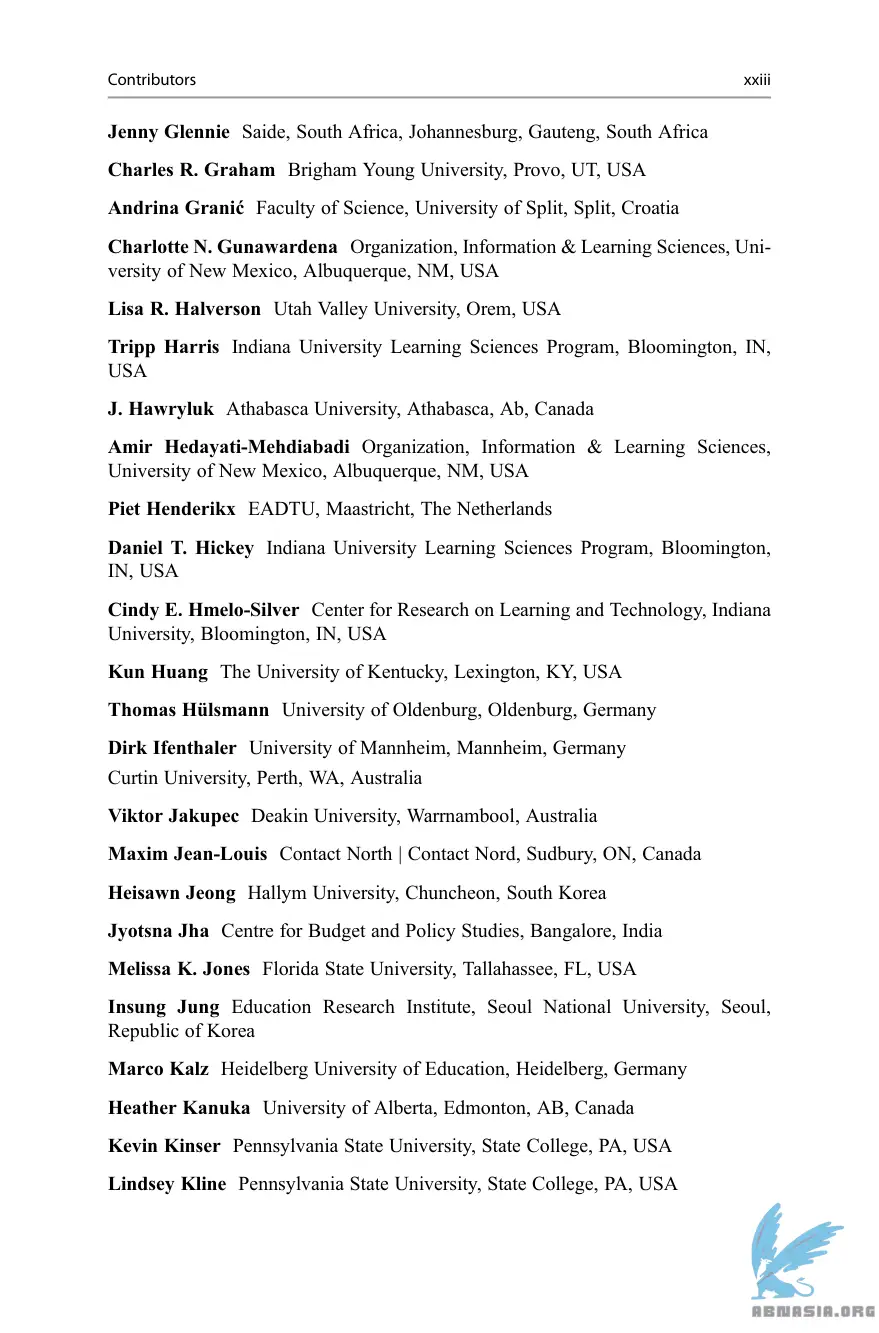 Contributors xxiii
Jenny Glennie Saide, South Africa, Johannesburg, Gauteng, South Africa
Charles R. Graham Brigham Young University, Provo, UT, USA
Andrina Granić Faculty of Science, University of Split, Split, Croatia
Charlotte N. Gunawardena Organization, Information & Learning Sciences, Uni-
versity of New Mexico, Albuquerque, NM, USA
Lisa R. Halverson Utah Valley University, Orem, USA
Tripp Harris Indiana University Learning Sciences Program, Bloomington, IN,
USA
J. Hawryluk Athabasca University, Athabasca, Ab, Canada
Amir Hedayati-Mehdiabadi Organization, Information & Learning Sciences,
University of New Mexico, Albuquerque, NM, USA
Piet Henderikx EADTU, Maastricht, The Netherlands
Daniel T. Hickey Indiana University Learning Sciences Program, Bloomington,
IN, USA
Cindy E. Hmelo-Silver Center for Research on Learning and Technology, Indiana
University, Bloomington, IN, USA
Kun Huang The University of Kentucky, Lexington, KY, USA
Thomas Hülsmann University of Oldenburg, Oldenburg, Germany
Dirk Ifenthaler University of Mannheim, Mannheim, Germany
Curtin University, Perth, WA, Australia
Viktor Jakupec Deakin University, Warrnambool, Australia
Maxim Jean-Louis Contact North | Contact Nord, Sudbury, ON, Canada
Heisawn Jeong Hallym University, Chuncheon, South Korea
Jyotsna Jha Centre for Budget and Policy Studies, Bangalore, India
Melissa K. Jones Florida State University, Tallahassee, FL, USA
Insung Jung Education Research Institute, Seoul National University, Seoul,
Republic of Korea
Marco Kalz Heidelberg University of Education, Heidelberg, Germany
Heather Kanuka University of Alberta, Edmonton, AB, Canada
Kevin Kinser Pennsylvania State University, State College, PA, USA
Lindsey Kline Pennsylvania State University, State College, PA, USA
ABNASIA.ORG